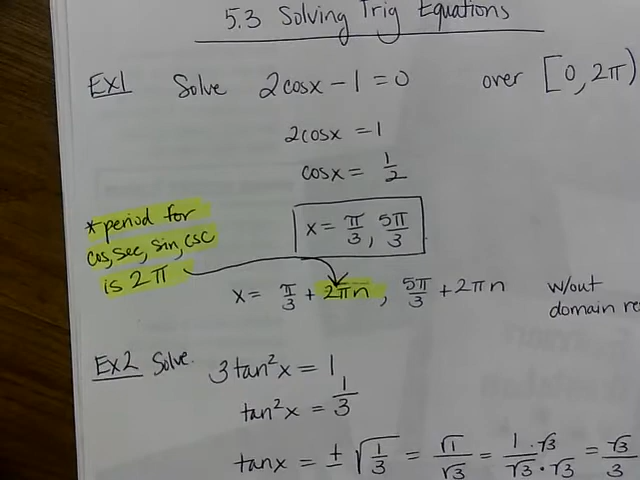 5.3 Solving Trig Equations
Ex1 Solve 2cosx - 1 = 0 over [0, 2π)
2cosx = 1
cosx = 1/2
*period for
cos, sec, sin, csc
is 2π
x = π/3, 5π/3
x = π/3 + 2πn, 5π/3 + 2πn w/out
domain
Ex2 Solve.
3tan²x = 1
tan²x = 1/3
tanx = ± √(1/3) = √1/√3 = 1·√3/√3·√3 = √3/3